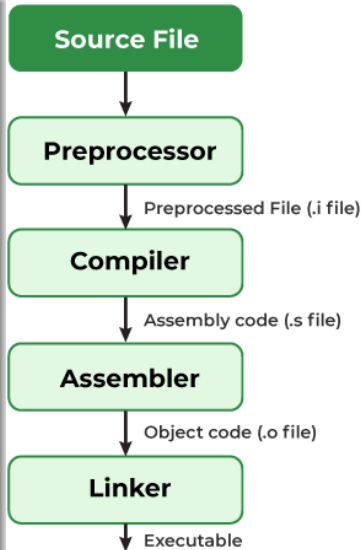 Source File
Preprocessor
Preprocessed File (.i file)
Compiler
Assembly code (.s file)
Assembler
Object code (.o file)
Linker
Executable